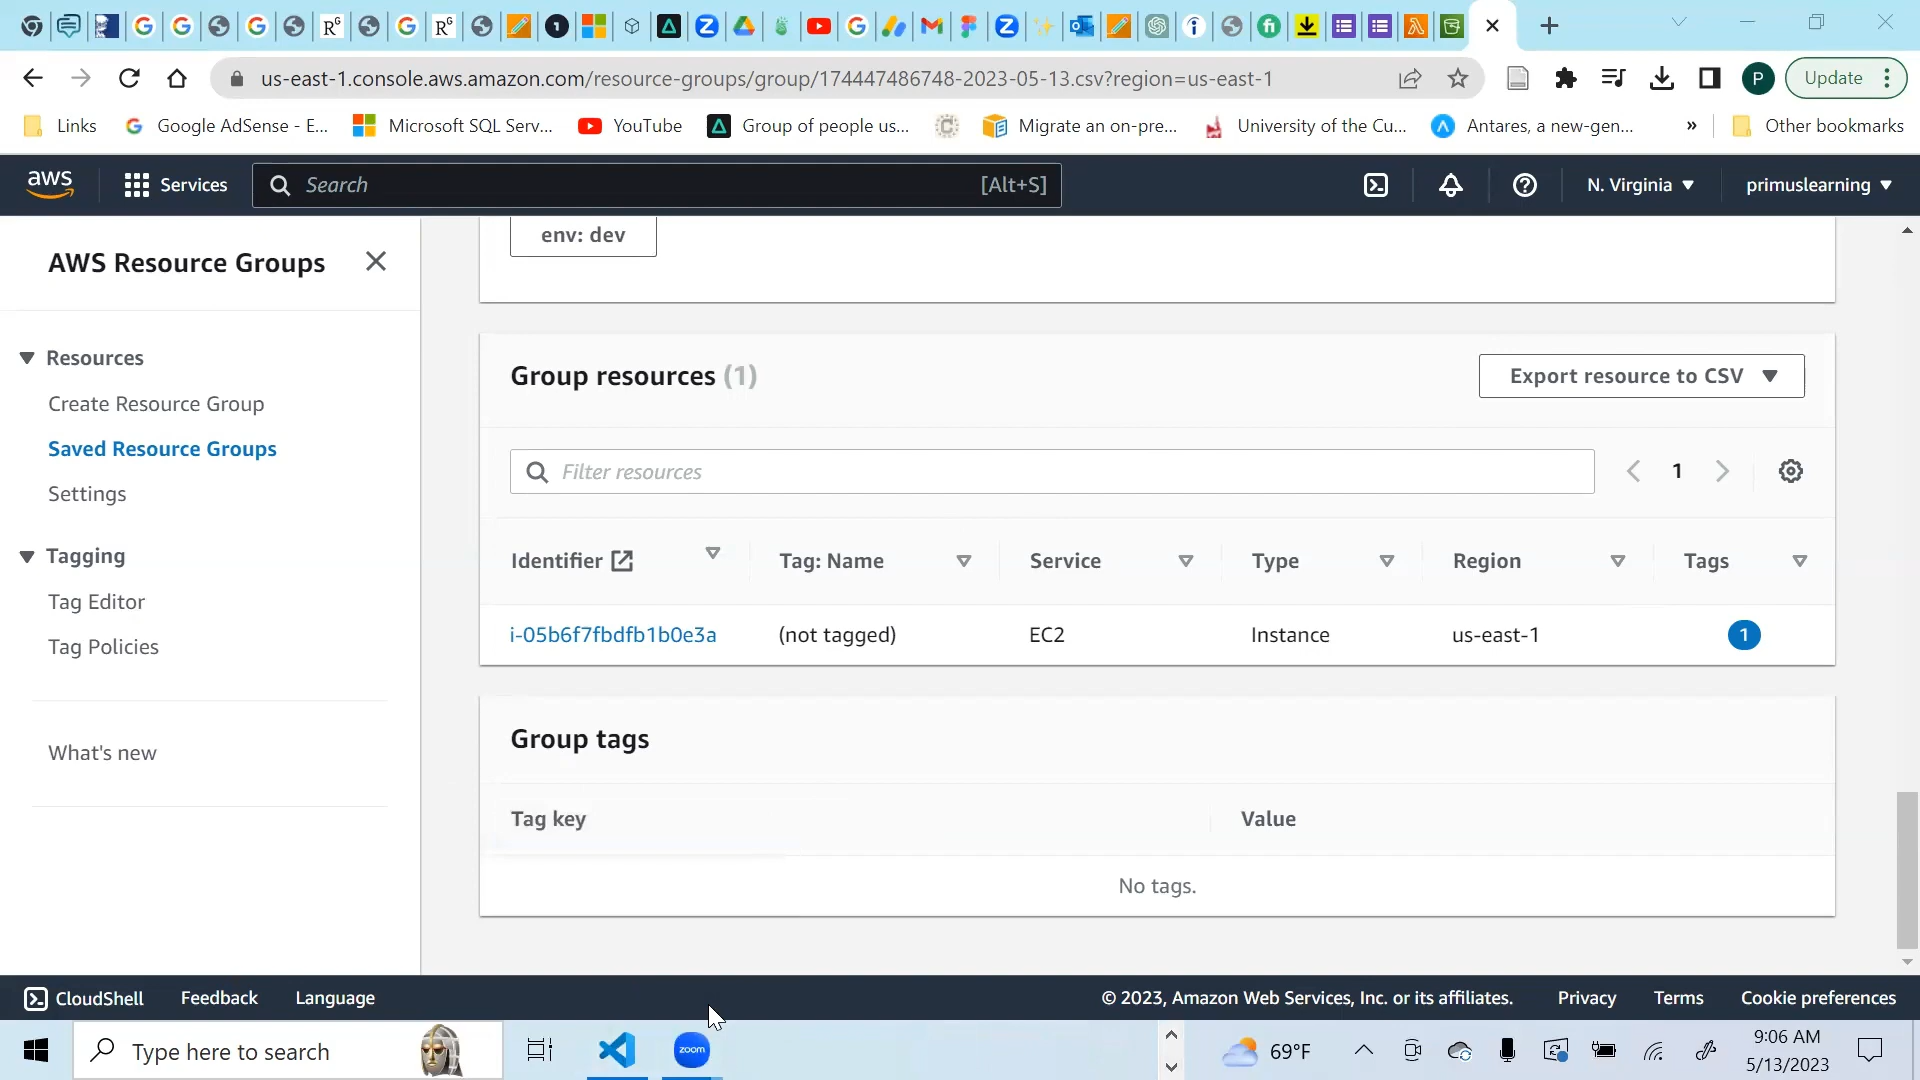 us-east-1.console.aws.amazon.com/resource-groups/group/174447486748-2023-05-13.csv?region=us-east-1
P
Update
Links
Google AdSense - E...
Microsoft SQL Serv...
YouTube
Group of people us...
Migrate an on-pre...
University of the Cu...
Antares, a new-gen...
»
Other bookmarks
aws
Services
Search
[Alt+S]
N. Virginia
primuslearning
AWS Resource Groups
Resources
Create Resource Group
Saved Resource Groups
Settings
Tagging
Tag Editor
Tag Policies
What's new
env: dev
Group resources (1)
Export resource to CSV
Filter resources
1
Identifier
Tag: Name
Service
Type
Region
Tags
i-05b6f7fbdfb1b0e3a
(not tagged)
EC2
Instance
us-east-1
1
Group tags
Tag key
Value
No tags.
CloudShell
Feedback
Language
© 2023, Amazon Web Services, Inc. or its affiliates.
Privacy
Terms
Cookie preferences
Type here to search
zoom
69°F
9:06 AM
5/13/2023